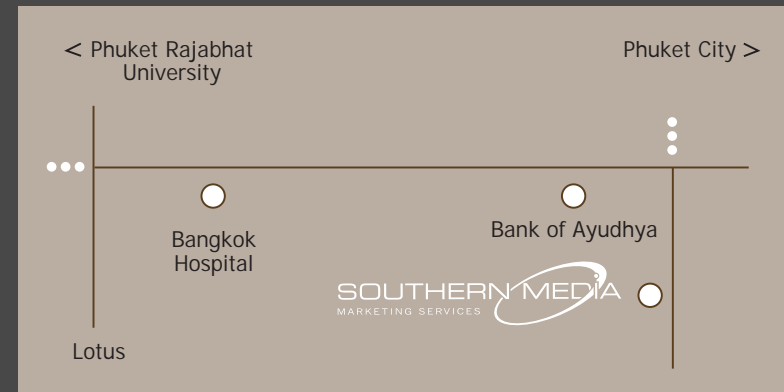 < Phuket Rajabhat
University
Phuket City >
Bangkok
Hospital
Bank of Ayudhya
SOUTHERN MEDIA
MARKETING SERVICES
Lotus